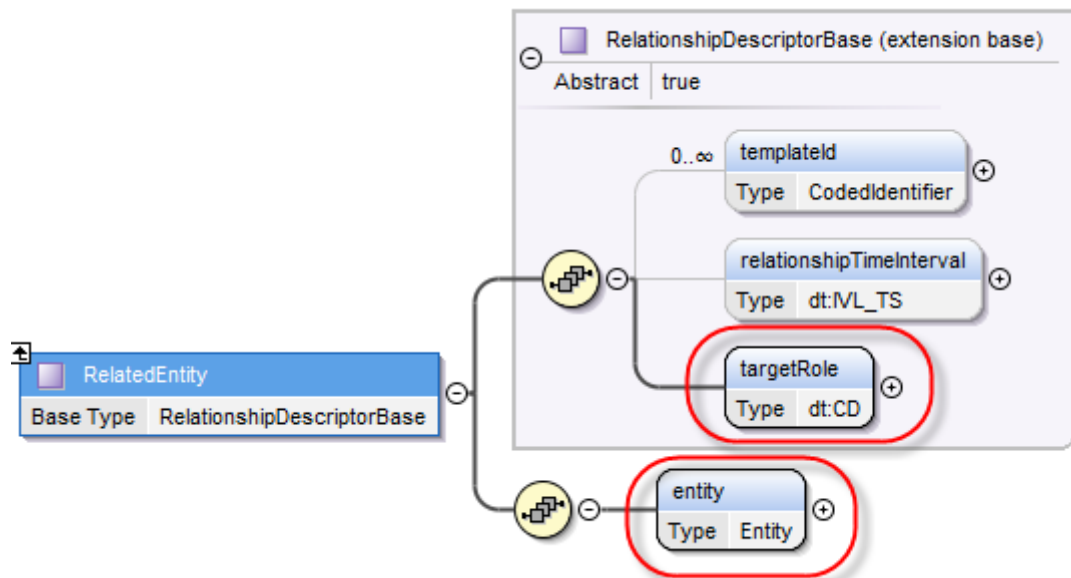 RelationshipDescriptorBase (extension base)
Abstract true
0..∞
templateId
Type CodedIdentifier
relationshipTimeInterval
Type dt:IVL_TS
targetRole
Type dt:CD
RelatedEntity
Base Type RelationshipDescriptorBase
entity
Type Entity